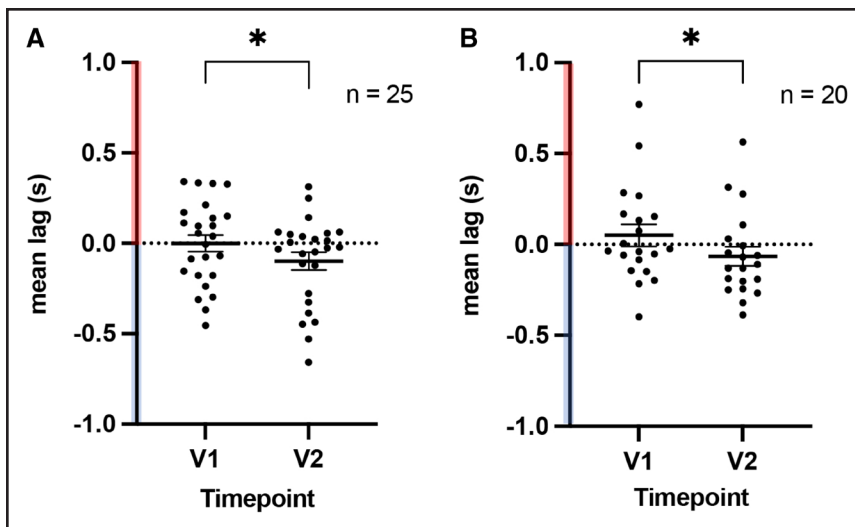 A
*
n = 25
1.0
0.5
0.0
-0.5
-1.0
mean lag (s)
V1 V2
Timepoint
B
*
n = 20
1.0
0.5
0.0
-0.5
-1.0
mean lag (s)
V1 V2
Timepoint